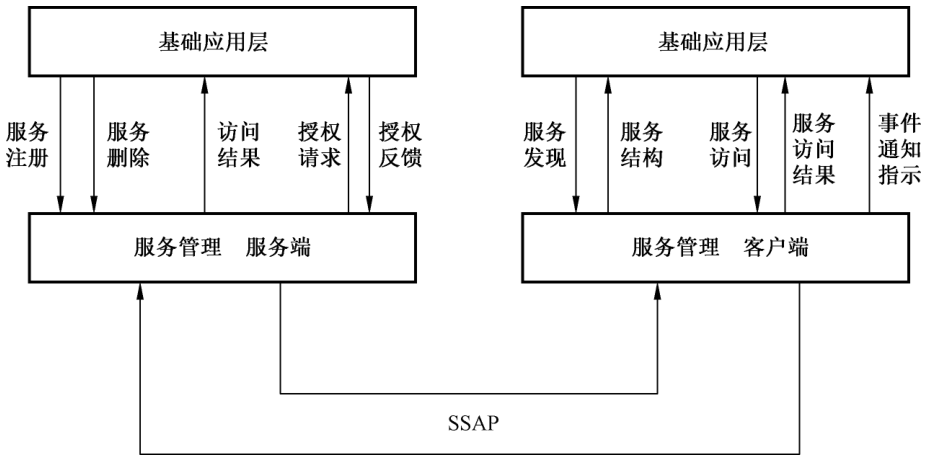 基础应用层
基础应用层
服务
注册
服务
删除
访问
结果
授权
请求
授权
反馈
服务
发现
服务
结构
服务
访问
服务
访问
结果
事件
通知
指示
服务管理 服务端
服务管理 客户端
SSAP